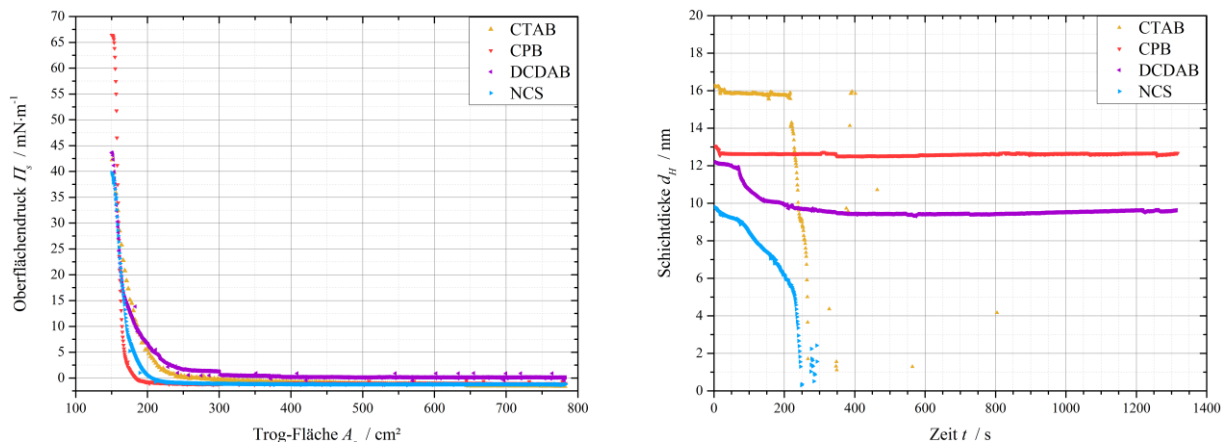 Oberflächendruck Π_s / mN·m⁻¹
70
65
60
55
50
45
40
35
30
25
20
15
10
5
0
CTAB
CPB
DCDAB
NCS
100 200 300 400 500 600 700 800
Trog-Fläche A / cm²
Schichtdicke d_H / nm
20
18
16
14
12
10
8
6
4
2
0
CTAB
CPB
DCDAB
NCS
0 200 400 600 800 1000 1200 1400
Zeit t / s